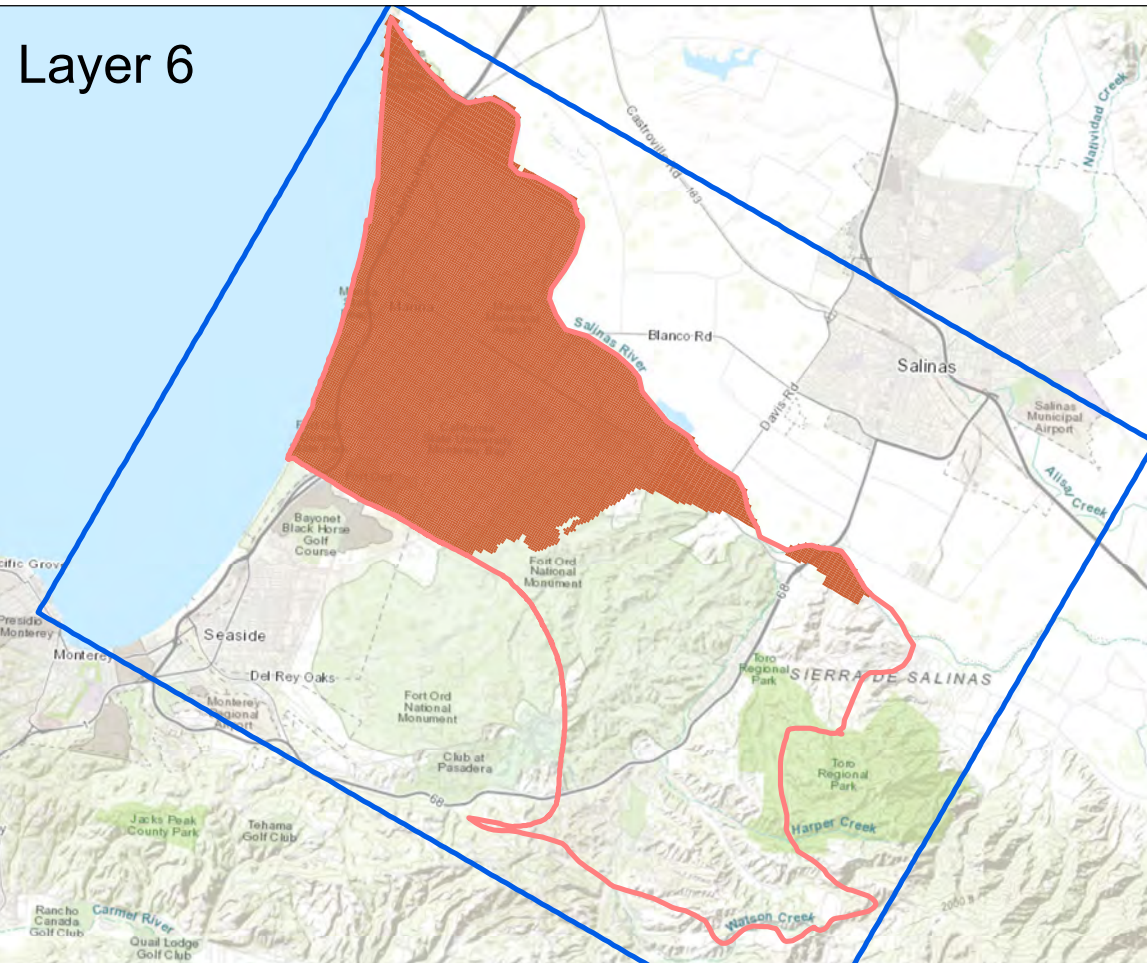 Layer 6
Natividad Creek
Castroville Rd
183
Marina
Salinas River
Blanco Rd
Salinas
Davis Rd
Salinas
Municipal
Airport
Alisal Creek
Bayonet
Black Horse
Golf
Course
Fort Ord
National
Monument
cific Grov
Presidio
Monterey
Monterey
Seaside
Del Rey Oaks
Monterey
Regional
Airport
68
Toro
Regional
Park
SIERRA DE SALINAS
Fort Ord
National
Monument
Club at
Pasadera
Toro
Regional
Park
68
Harper Creek
Jacks Peak
County Park
Tehama
Golf Club
Rancho
Canada
Golf Club
Carmel River
Quail Lodge
Golf Club
Watson Creek
2000 ft